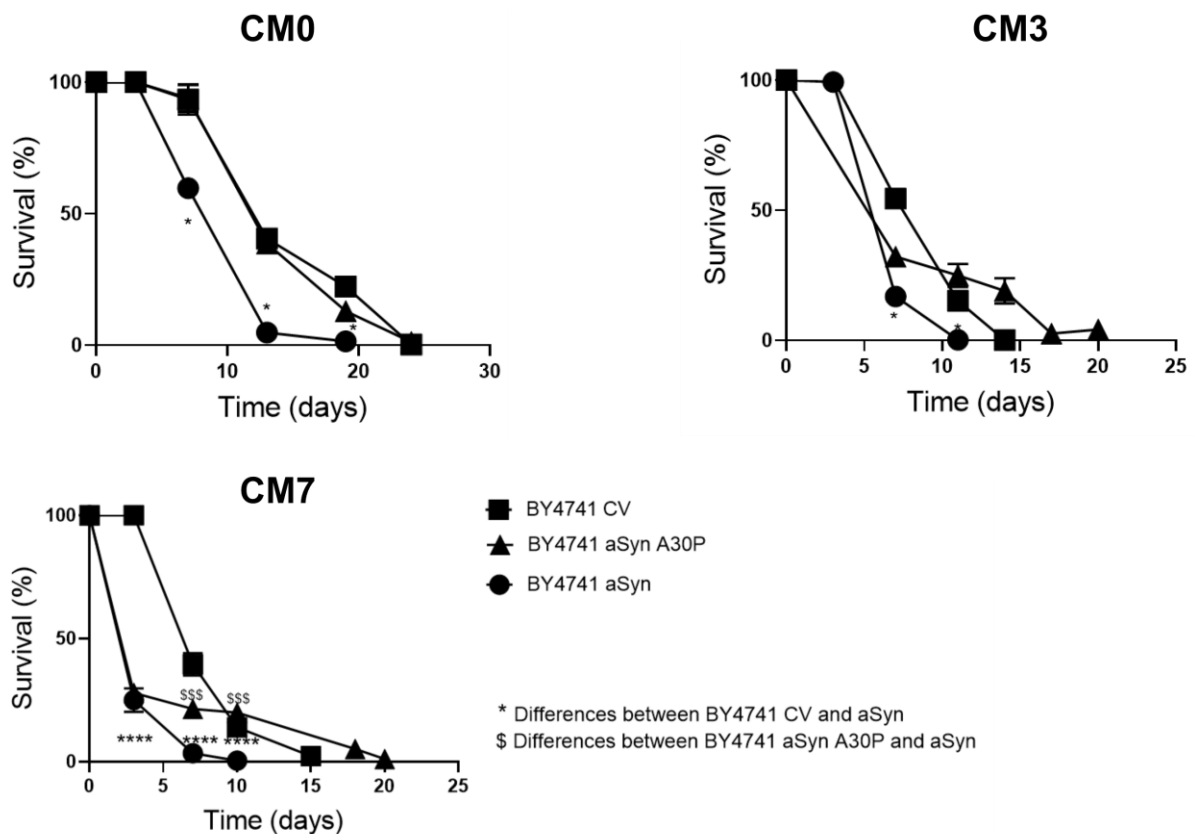 CM0
100
50
0
Survival (%)
*
*
*
0 10 20 30
Time (days)
CM3
100
50
0
Survival (%)
*
*
0 5 10 15 20 25
Time (days)
CM7
100
50
0
Survival (%)
$$$ $$$
**** **** ****
0 5 10 15 20 25
Time (days)
BY4741 CV
BY4741 aSyn A30P
BY4741 aSyn
* Differences between BY4741 CV and aSyn
$ Differences between BY4741 aSyn A30P and aSyn